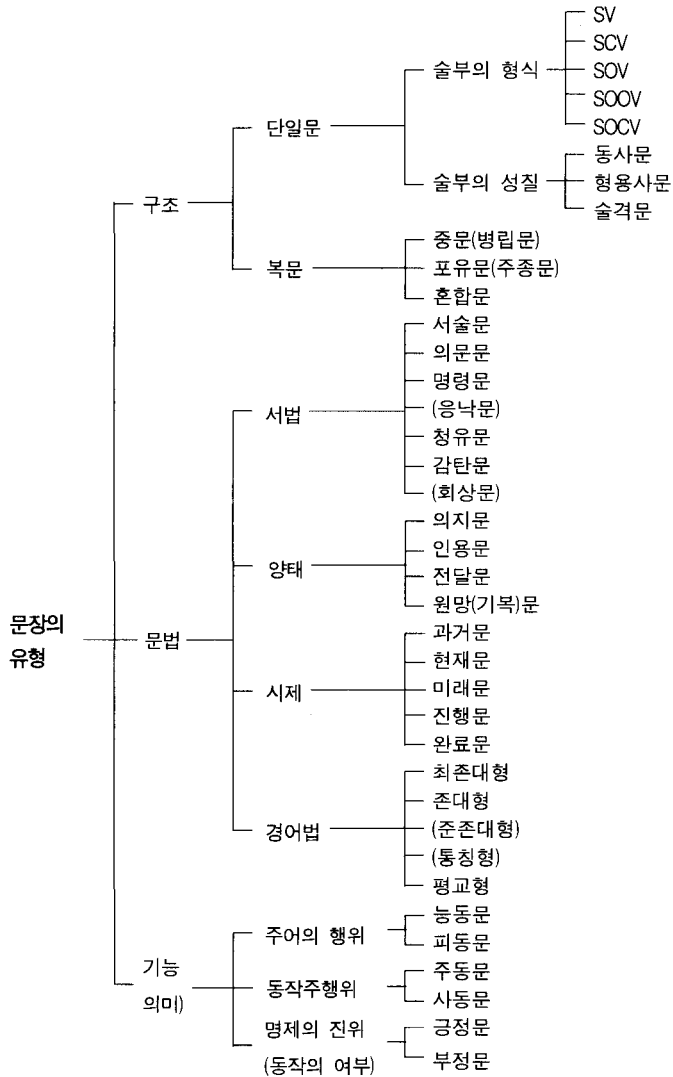 SV
SCV
술부의 형식
SOV
SOOV
단일문
SOCV
동사문
술부의 성질
형용사문
구조
술격문
중문(병립문)
복문
포유문(주종문)
혼합문
서술문
의문문
명령문
서법
(응낙문)
청유문
감탄문
(회상문)
의지문
인용문
양태
전달문
원망(기복)문
문장의
유형
문법
과거문
현재문
시제
미래문
진행문
완료문
최존대형
존대형
경어법
(준존대형)
(통칭형)
평교형
능동문
주어의 행위
피동문
기능
의미)
주동문
동작주행위
사동문
명제의 진위
(동작의 여부)
긍정문
부정문